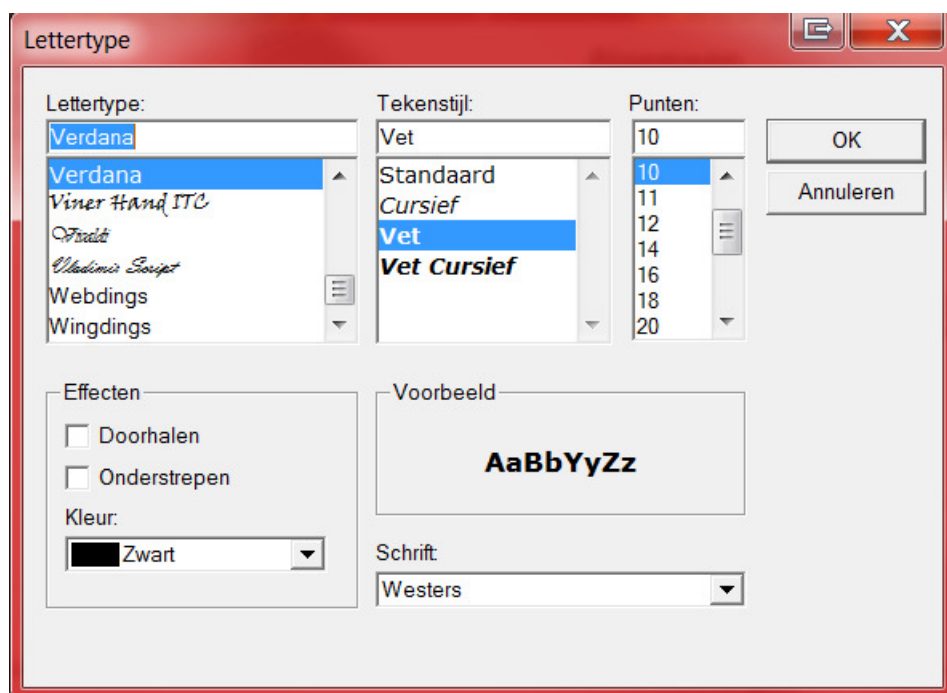 Lettertype
Lettertype:
Verdana
Verdana
Viner Hand ITC
Vivaldi
Vladimir Script
Webdings
Wingdings
Tekenstijl:
Vet
Standaard
Cursief
Vet
Vet Cursief
Punten:
10
10
11
12
14
16
18
20
OK
Annuleren
Effecten
Doorhalen
Onderstrepen
Kleur:
Zwart
Voorbeeld
AaBbYyZz
Schrift:
Westers